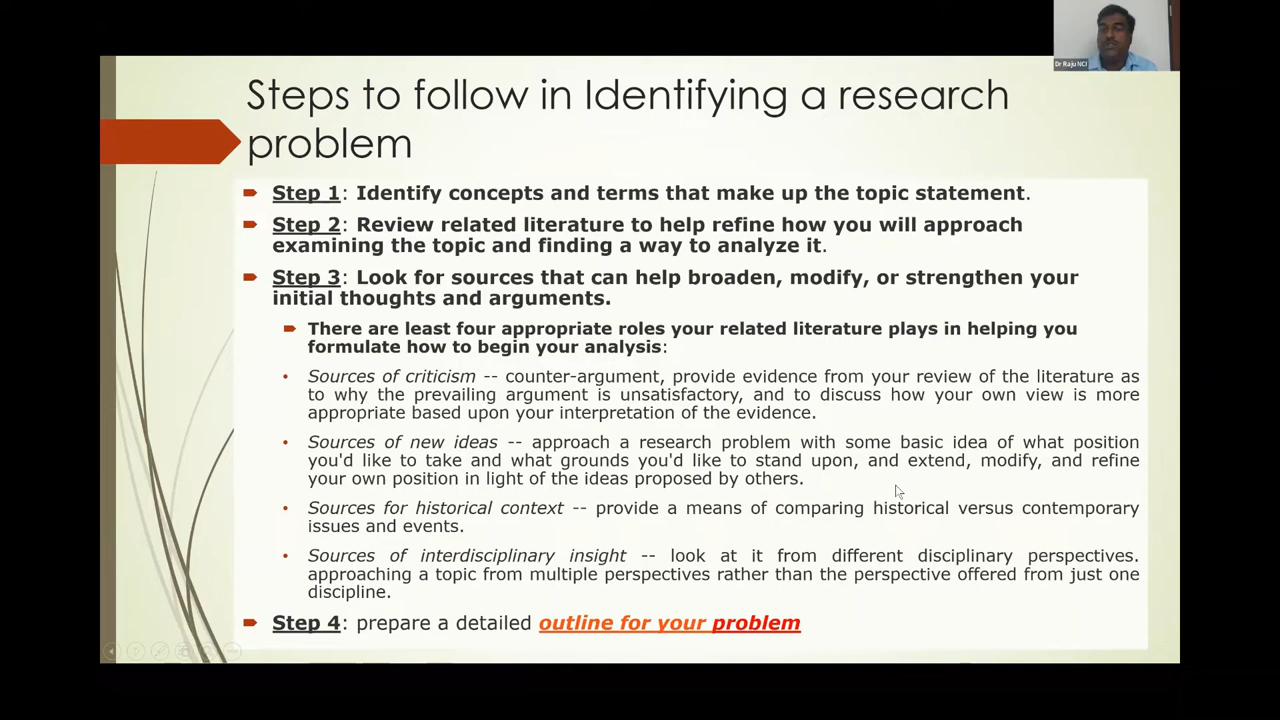 Dr Raju NCI
Steps to follow in Identifying a research
problem
Step 1: Identify concepts and terms that make up the topic statement.
Step 2: Review related literature to help refine how you will approach
examining the topic and finding a way to analyze it.
Step 3: Look for sources that can help broaden, modify, or strengthen your
initial thoughts and arguments.
There are least four appropriate roles your related literature plays in helping you
formulate how to begin your analysis:
• Sources of criticism -- counter-argument, provide evidence from your review of the literature as
to why the prevailing argument is unsatisfactory, and to discuss how your own view is more
appropriate based upon your interpretation of the evidence.
• Sources of new ideas -- approach a research problem with some basic idea of what position
you'd like to take and what grounds you'd like to stand upon, and extend, modify, and refine
your own position in light of the ideas proposed by others.
• Sources for historical context -- provide a means of comparing historical versus contemporary
issues and events.
• Sources of interdisciplinary insight -- look at it from different disciplinary perspectives.
approaching a topic from multiple perspectives rather than the perspective offered from just one
discipline.
Step 4: prepare a detailed outline for your problem